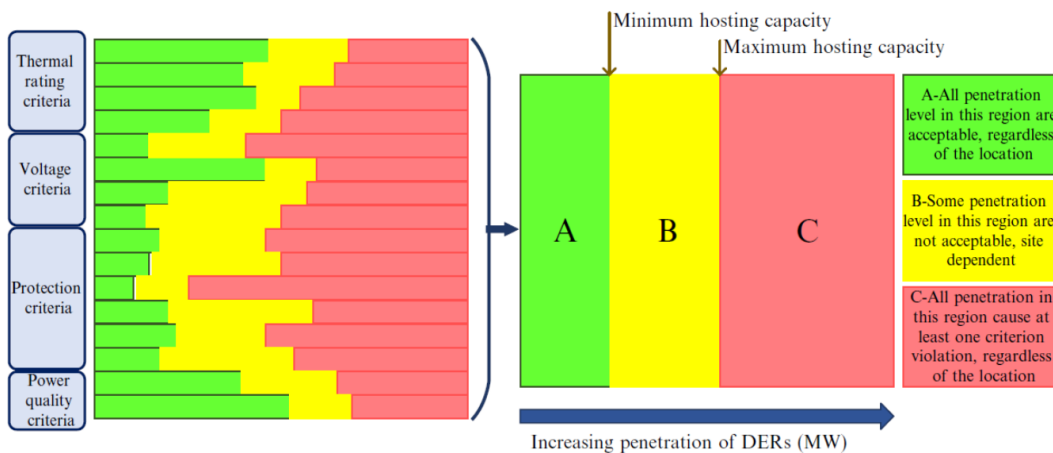 Thermal
rating
criteria
Voltage
criteria
Protection
criteria
Power
quality
criteria
Minimum hosting capacity
Maximum hosting capacity
A
B
C
Increasing penetration of DERs (MW)
A-All penetration
level in this region are
acceptable, regardless
of the location
B-Some penetration
level in this region are
not acceptable, site
dependent
C-All penetration in
this region cause at
least one criterion
violation, regardless
of the location